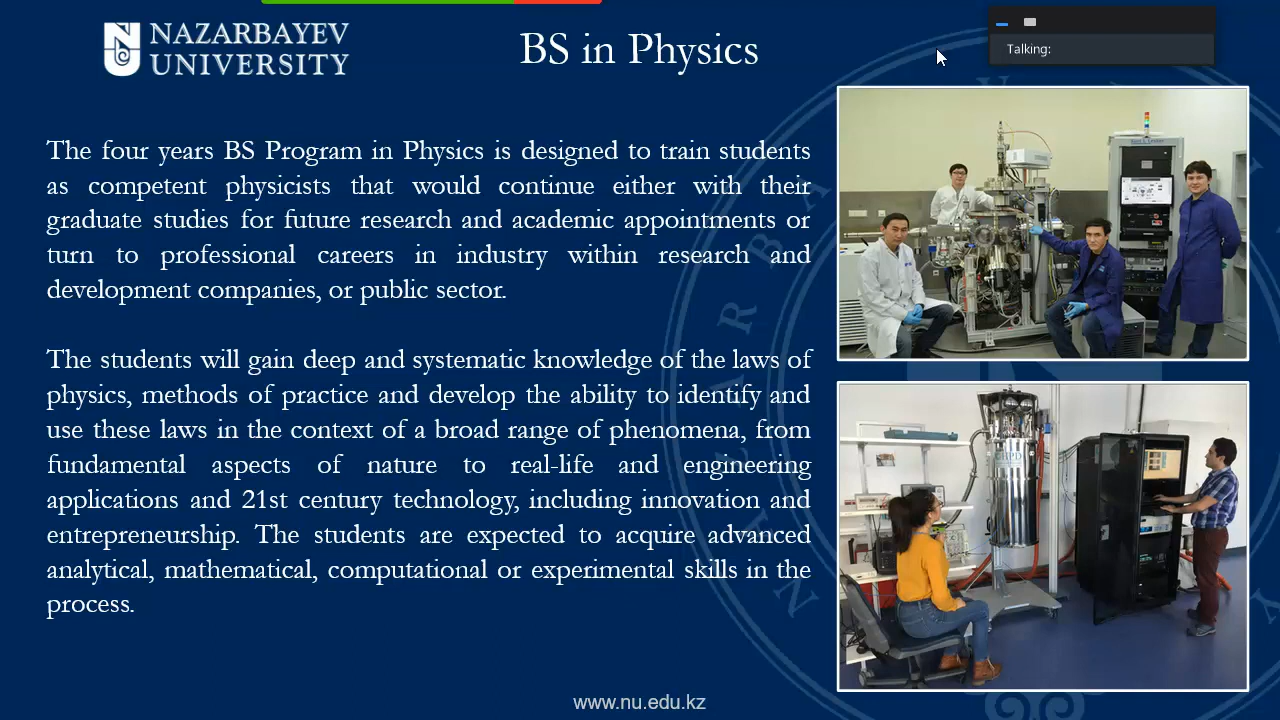 NAZARBAYEV
UNIVERSITY
BS in Physics
Talking:
The four years BS Program in Physics is designed to train students
as competent physicists that would continue either with their
graduate studies for future research and academic appointments or
turn to professional careers in industry within research and
development companies, or public sector.
The students will gain deep and systematic knowledge of the laws of
physics, methods of practice and develop the ability to identify and
use these laws in the context of a broad range of phenomena, from
fundamental aspects of nature to real-life and engineering
applications and 21st century technology, including innovation and
entrepreneurship. The students are expected to acquire advanced
analytical, mathematical, computational or experimental skills in the
process.
www.nu.edu.kz